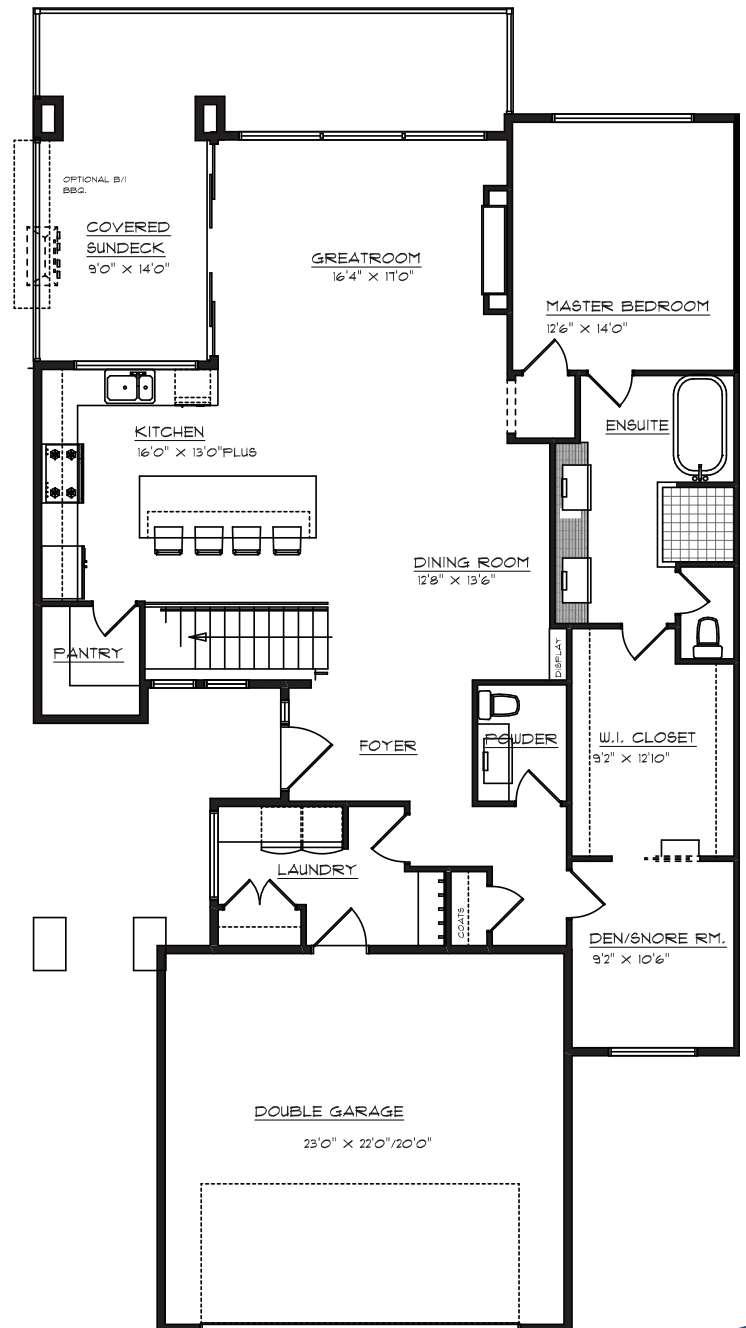 OPTIONAL B/I
BBQ.
COVERED
SUNDECK
9'0" X 14'0"
GREATROOM
16'4" X 17'0"
MASTER BEDROOM
12'6" X 14'0"
ENSUITE
KITCHEN
16'0" X 13'0"PLUS
DINING ROOM
12'8" X 13'6"
PANTRY
DISPLAY
FOYER
POWDER
W.I. CLOSET
9'2" X 12'10"
LAUNDRY
COATS
DEN/SNORE RM.
9'2" X 10'6"
DOUBLE GARAGE
23'0" X 22'0"/20'0"